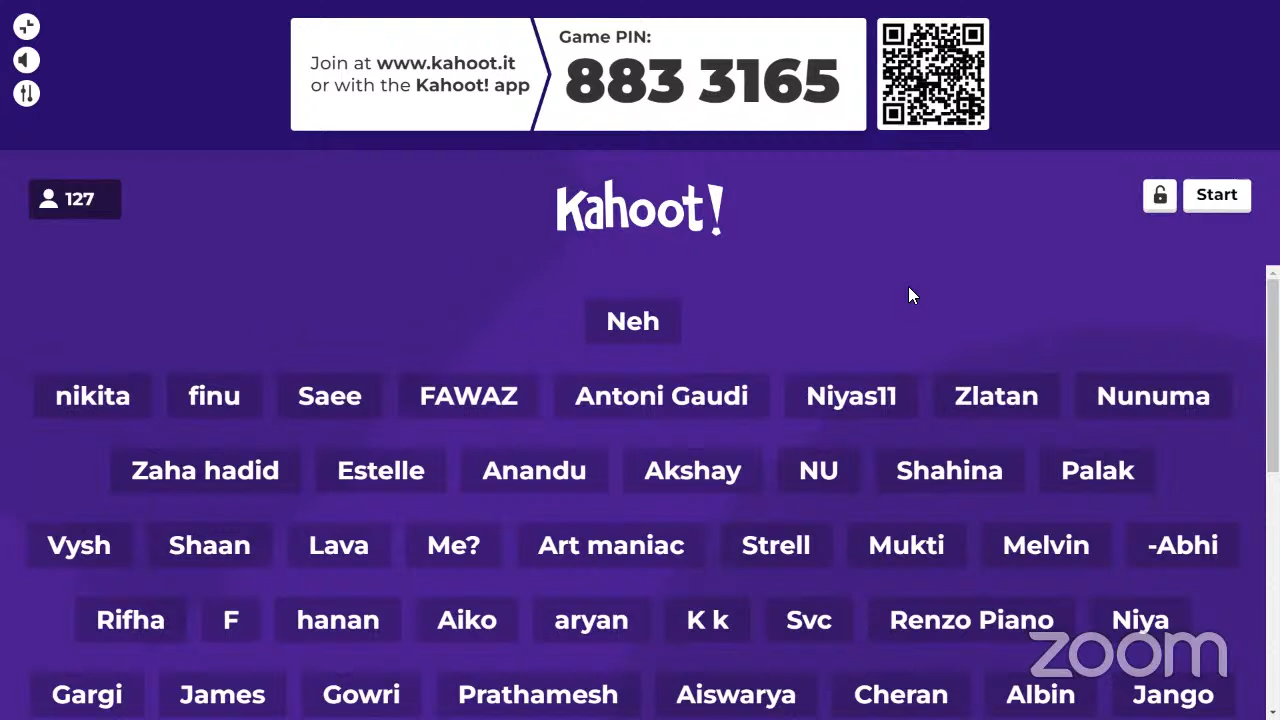 Join at www.kahoot.it
or with the Kahoot! app
Game PIN:
883 3165
127
Kahoot!
Start
Neh
nikita finu Saee FAWAZ Antoni Gaudi Niyas11 Zlatan Nunuma
Zaha hadid Estelle Anandu Akshay NU Shahina Palak
Vysh Shaan Lava Me? Art maniac Strell Mukti Melvin -Abhi
Rifha F hanan Aiko aryan K k Svc Renzo Piano Niya
zoom
Gargi James Gowri Prathamesh Aiswarya Cheran Albin Jango